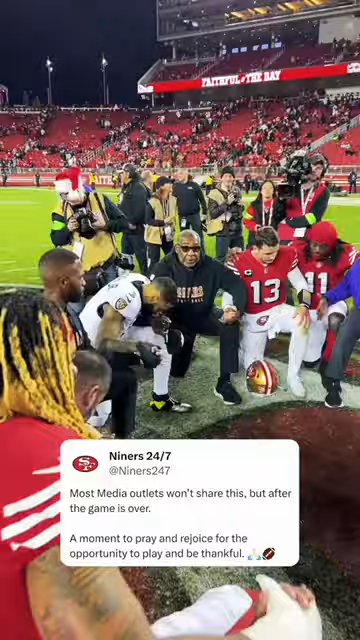 FAITHFUL TO THE BAY
13
11
Niners 24/7
@Niners247
Most Media outlets won't share this, but after
the game is over.
A moment to pray and rejoice for the
opportunity to play and be thankful. 🙏🏻🏈